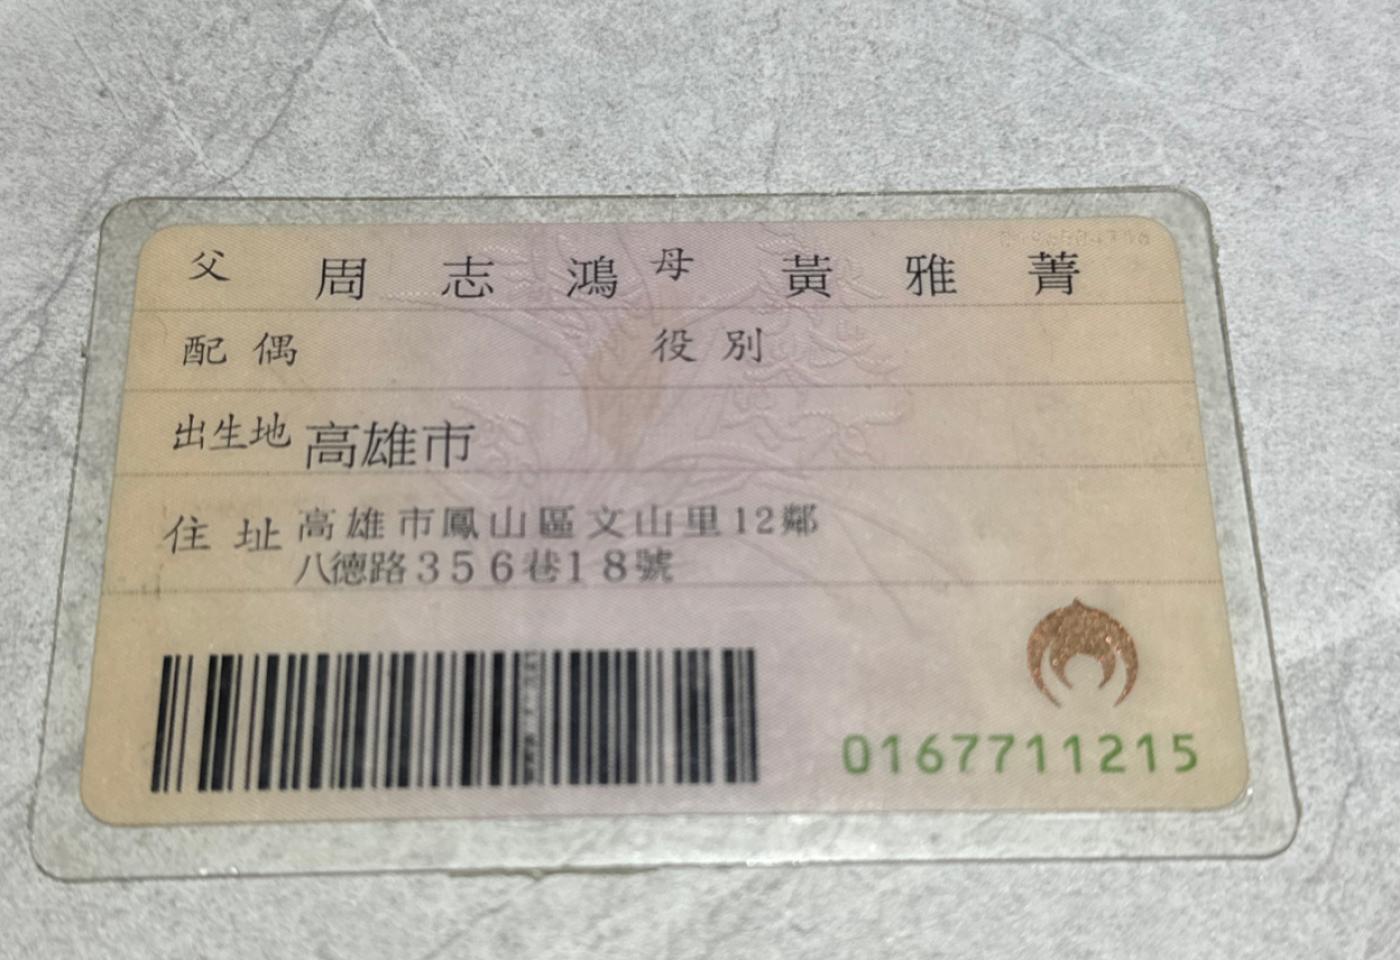 父 周志鴻 母 黃雅菁
配偶 役別
出生地 高雄市
住址 高雄市鳳山區文山里12鄰
八德路356巷18號
0167711215